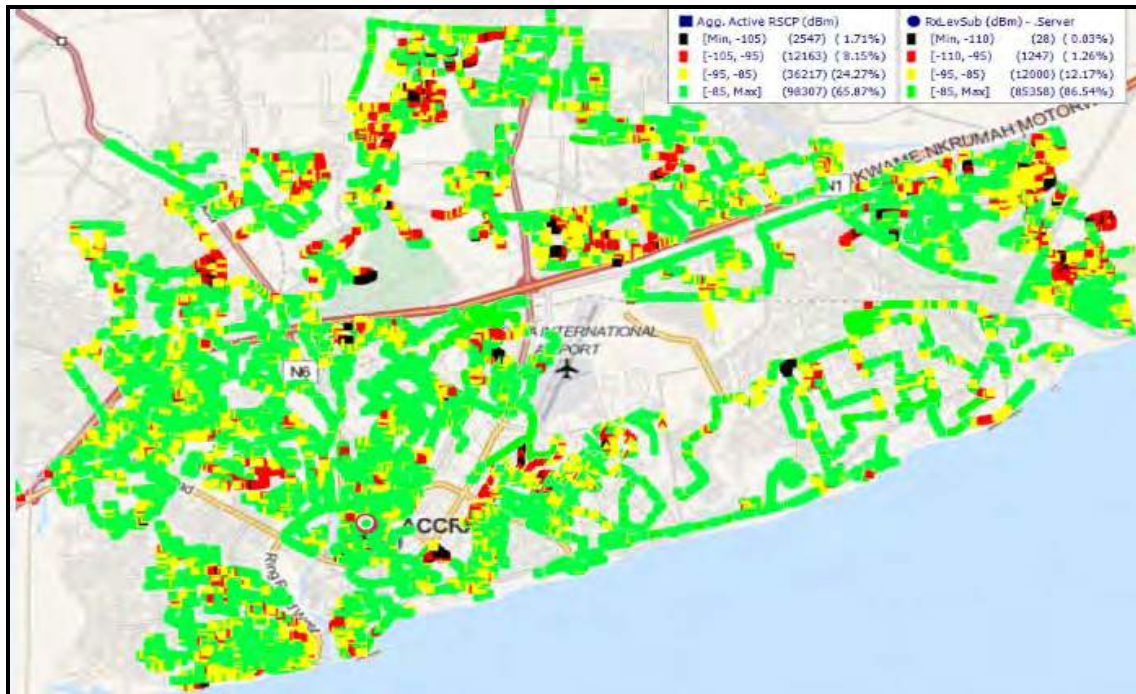 Agg. Active RSCP (dBm)
[Min, -105) (2547) ( 1.71%)
[-105, -95) (12163) ( 8.15%)
[-95, -85) (36217) (24.27%)
[-85, Max] (98307) (65.87%)
RxLevSub (dBm) - .Server
[Min, -110) (28) ( 0.03%)
[-110, -95) (1247) ( 1.26%)
[-95, -85) (12000) (12.17%)
[-85, Max] (85358) (86.54%)
N1 KWAME NKRUMAH MOTORW
A INTERNATIONAL
N6
ACCR
Ring